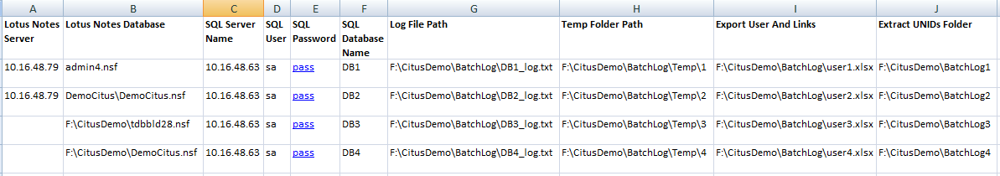 A B C D E F G H I J
Lotus Notes Server Lotus Notes Database SQL Server Name SQL User SQL Password SQL Database Name Log File Path Temp Folder Path Export User And Links Extract UNIDs Folder
10.16.48.79 admin4.nsf 10.16.48.63 sa pass DB1 F:\CitusDemo\BatchLog\DB1_log.txt F:\CitusDemo\BatchLog\Temp\1 F:\CitusDemo\BatchLog\user1.xlsx F:\CitusDemo\BatchLog1
10.16.48.79 DemoCitus\DemoCitus.nsf 10.16.48.63 sa pass DB2 F:\CitusDemo\BatchLog\DB2_log.txt F:\CitusDemo\BatchLog\Temp\2 F:\CitusDemo\BatchLog\user2.xlsx F:\CitusDemo\BatchLog2
F:\CitusDemo\tdbbld28.nsf 10.16.48.63 sa pass DB3 F:\CitusDemo\BatchLog\DB3_log.txt F:\CitusDemo\BatchLog\Temp\3 F:\CitusDemo\BatchLog\user3.xlsx F:\CitusDemo\BatchLog3
F:\CitusDemo\DemoCitus.nsf 10.16.48.63 sa pass DB4 F:\CitusDemo\BatchLog\DB4_log.txt F:\CitusDemo\BatchLog\Temp\4 F:\CitusDemo\BatchLog\user4.xlsx F:\CitusDemo\BatchLog4